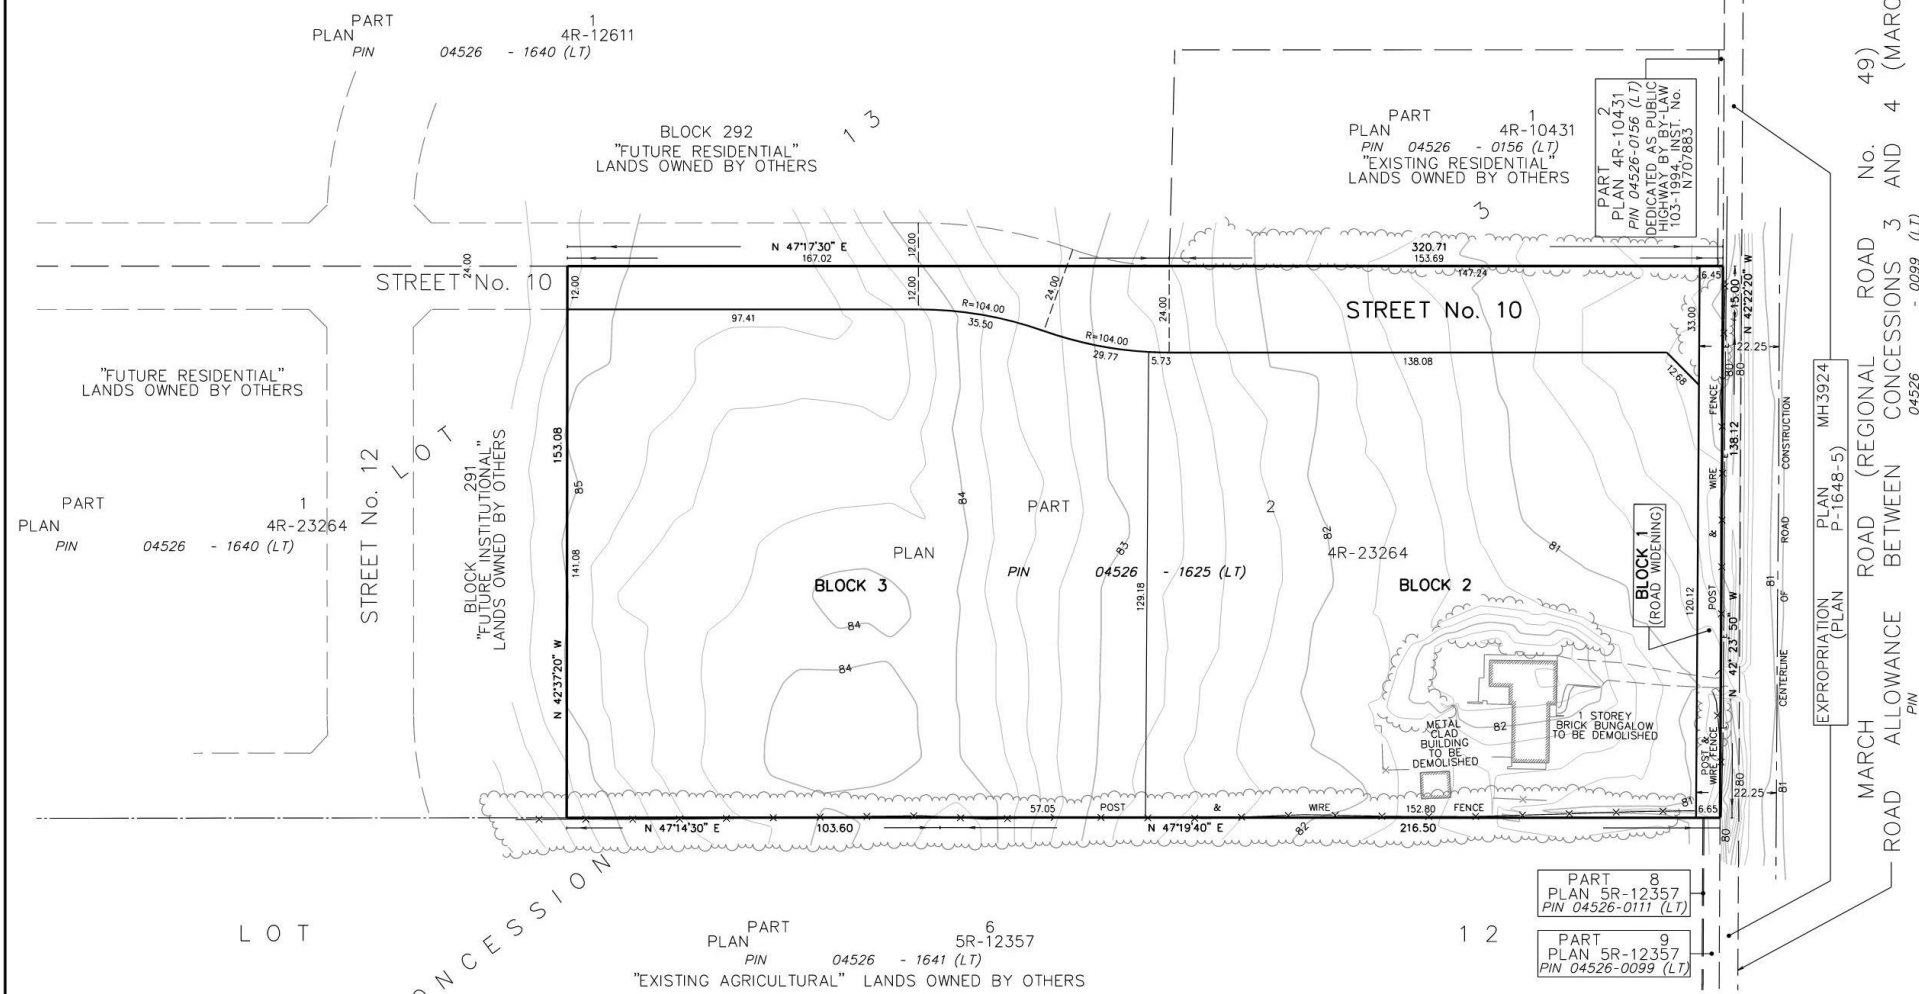 PART 1
PLAN 4R-12611
PIN 04526 - 1640 (LT)
BLOCK 292
"FUTURE RESIDENTIAL"
LANDS OWNED BY OTHERS
1 3
PART 1
PLAN 4R-10431
PIN 04526 - 0156 (LT)
"EXISTING RESIDENTIAL"
LANDS OWNED BY OTHERS
3
PART 2
PLAN 4R-10431
PIN 04526-0156 (LT)
DEDICATED AS PUBLIC
HIGHWAY BY BY-LAW
103-1994, INST. No.
N707883
N 47°17'30" E
167.02
320.71
153.69
147.24
6.45
24.00
STREET No. 10
12.00
12.00
12.00
24.00
24.00
R=104.00
35.50
R=104.00
29.77
5.73
97.41
138.08
12.68
STREET No. 10
33.00
15.00
N 42°22'20" W
22.25
80
80
"FUTURE RESIDENTIAL"
LANDS OWNED BY OTHERS
STREET No. 12
LOT
BLOCK 291
"FUTURE INSTITUTIONAL"
LANDS OWNED BY OTHERS
PART 1
PLAN 4R-23264
PIN 04526 - 1640 (LT)
153.08
85
141.08
N 42°37'20" W
84
PART 2
PLAN 4R-23264
PIN 04526 - 1625 (LT)
BLOCK 3
84
84
83
129.18
82
81
BLOCK 2
BLOCK 1
(ROAD WIDENING)
120.12
POST & WIRE FENCE
138.12
N 42° 23' 50" W
CENTERLINE OF ROAD CONSTRUCTION
81
81
EXPROPRIATION PLAN MH3924
(PLAN P-1648-5)
MARCH ROAD (REGIONAL ROAD No. 49)
ROAD ALLOWANCE BETWEEN CONCESSIONS 3 AND 4 (MARC
PIN 04526 - 0099 (LT)
METAL
CLAD
BUILDING
TO BE
DEMOLISHED
82
1 STOREY
BRICK BUNGALOW
TO BE DEMOLISHED
POST &
WIRE FENCE
80
22.25
6.65
81
80
57.05
POST & WIRE FENCE
152.80
N 47°14'30" E
103.60
N 47°19'40" E
82
216.50
LOT
ONCESSION
PART 6
PLAN 5R-12357
PIN 04526 - 1641 (LT)
"EXISTING AGRICULTURAL" LANDS OWNED BY OTHERS
1 2
PART 8
PLAN 5R-12357
PIN 04526-0111 (LT)
PART 9
PLAN 5R-12357
PIN 04526-0099 (LT)